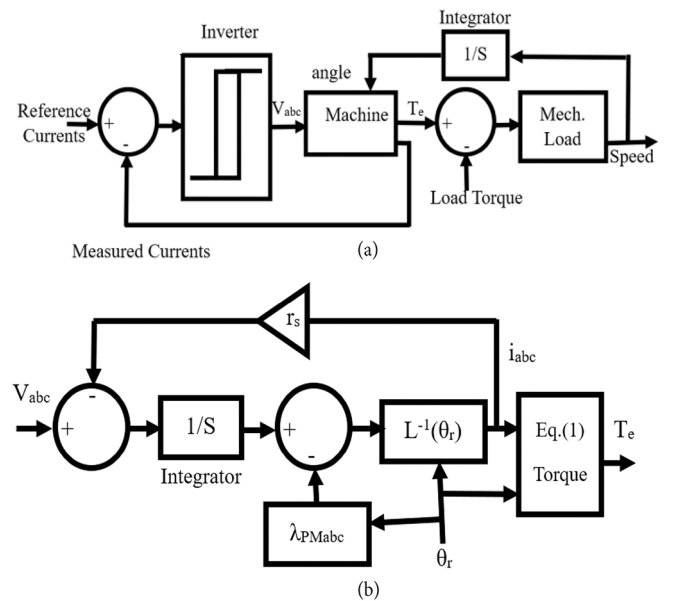 Integrator
1/S
Inverter
angle
Reference
Currents
+
-
Vabc
Machine
Te
+
-
Mech.
Load
Speed
Load Torque
Measured Currents
(a)
rs
iabc
Vabc
-
+
1/S
Integrator
+
-
L⁻¹(θr)
Eq.(1)
Torque
Te
λPMabc
θr
(b)